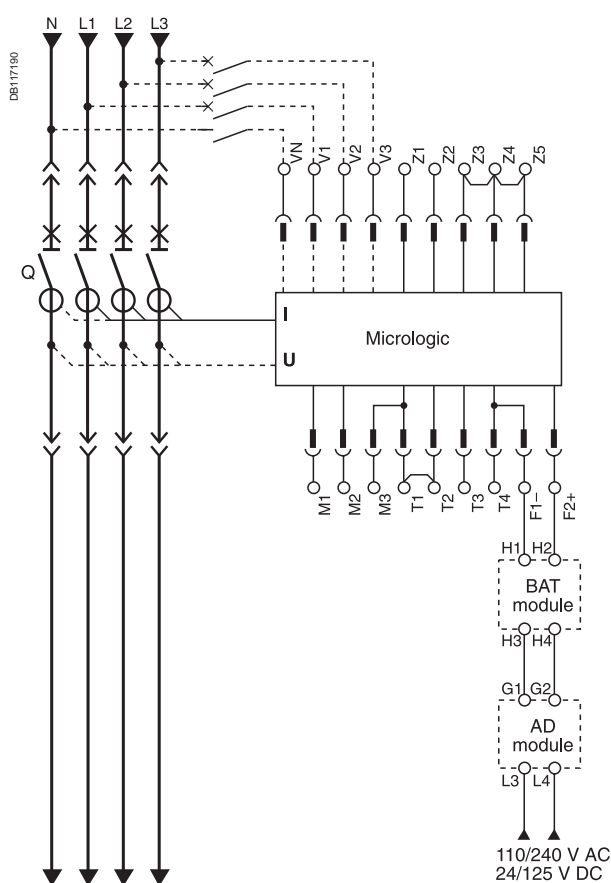 N L1 L2 L3
DB117190
VN V1 V2 V3 Z1 Z2 Z3 Z4 Z5
Q
I
Micrologic
U
M1 M2 M3 T1 T2 T3 T4 F1− F2+
H1 H2
BAT
module
H3 H4
G1 G2
AD
module
L3 L4
110/240 V AC
24/125 V DC